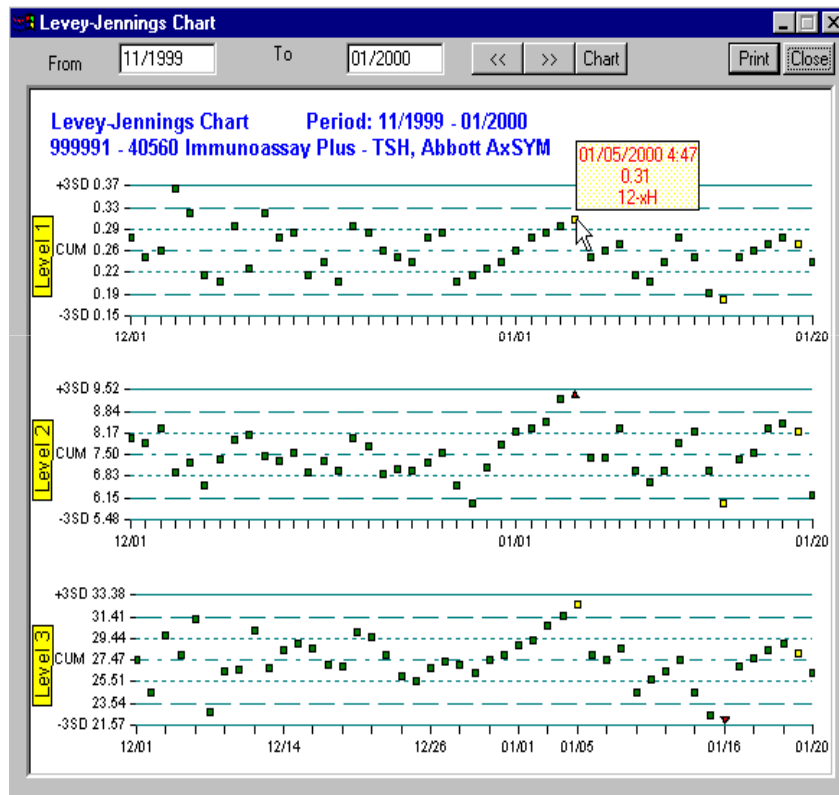 Levey-Jennings Chart
From 11/1999 To 01/2000 << >> Chart Print Close
Levey-Jennings Chart Period: 11/1999 - 01/2000
999991 - 40560 Immunoassay Plus - TSH, Abbott AxSYM
01/05/2000 4:47
0.31
12-xH
Level 1
+3SD 0.37
0.33
0.29
CUM 0.26
0.22
0.19
-3SD 0.15
12/01 01/01 01/20
Level 2
+3SD 9.52
8.84
8.17
CUM 7.50
6.83
6.15
-3SD 5.48
12/01 01/01 01/20
Level 3
+3SD 33.38
31.41
29.44
CUM 27.47
25.51
23.54
-3SD 21.57
12/01 12/14 12/26 01/01 01/05 01/16 01/20